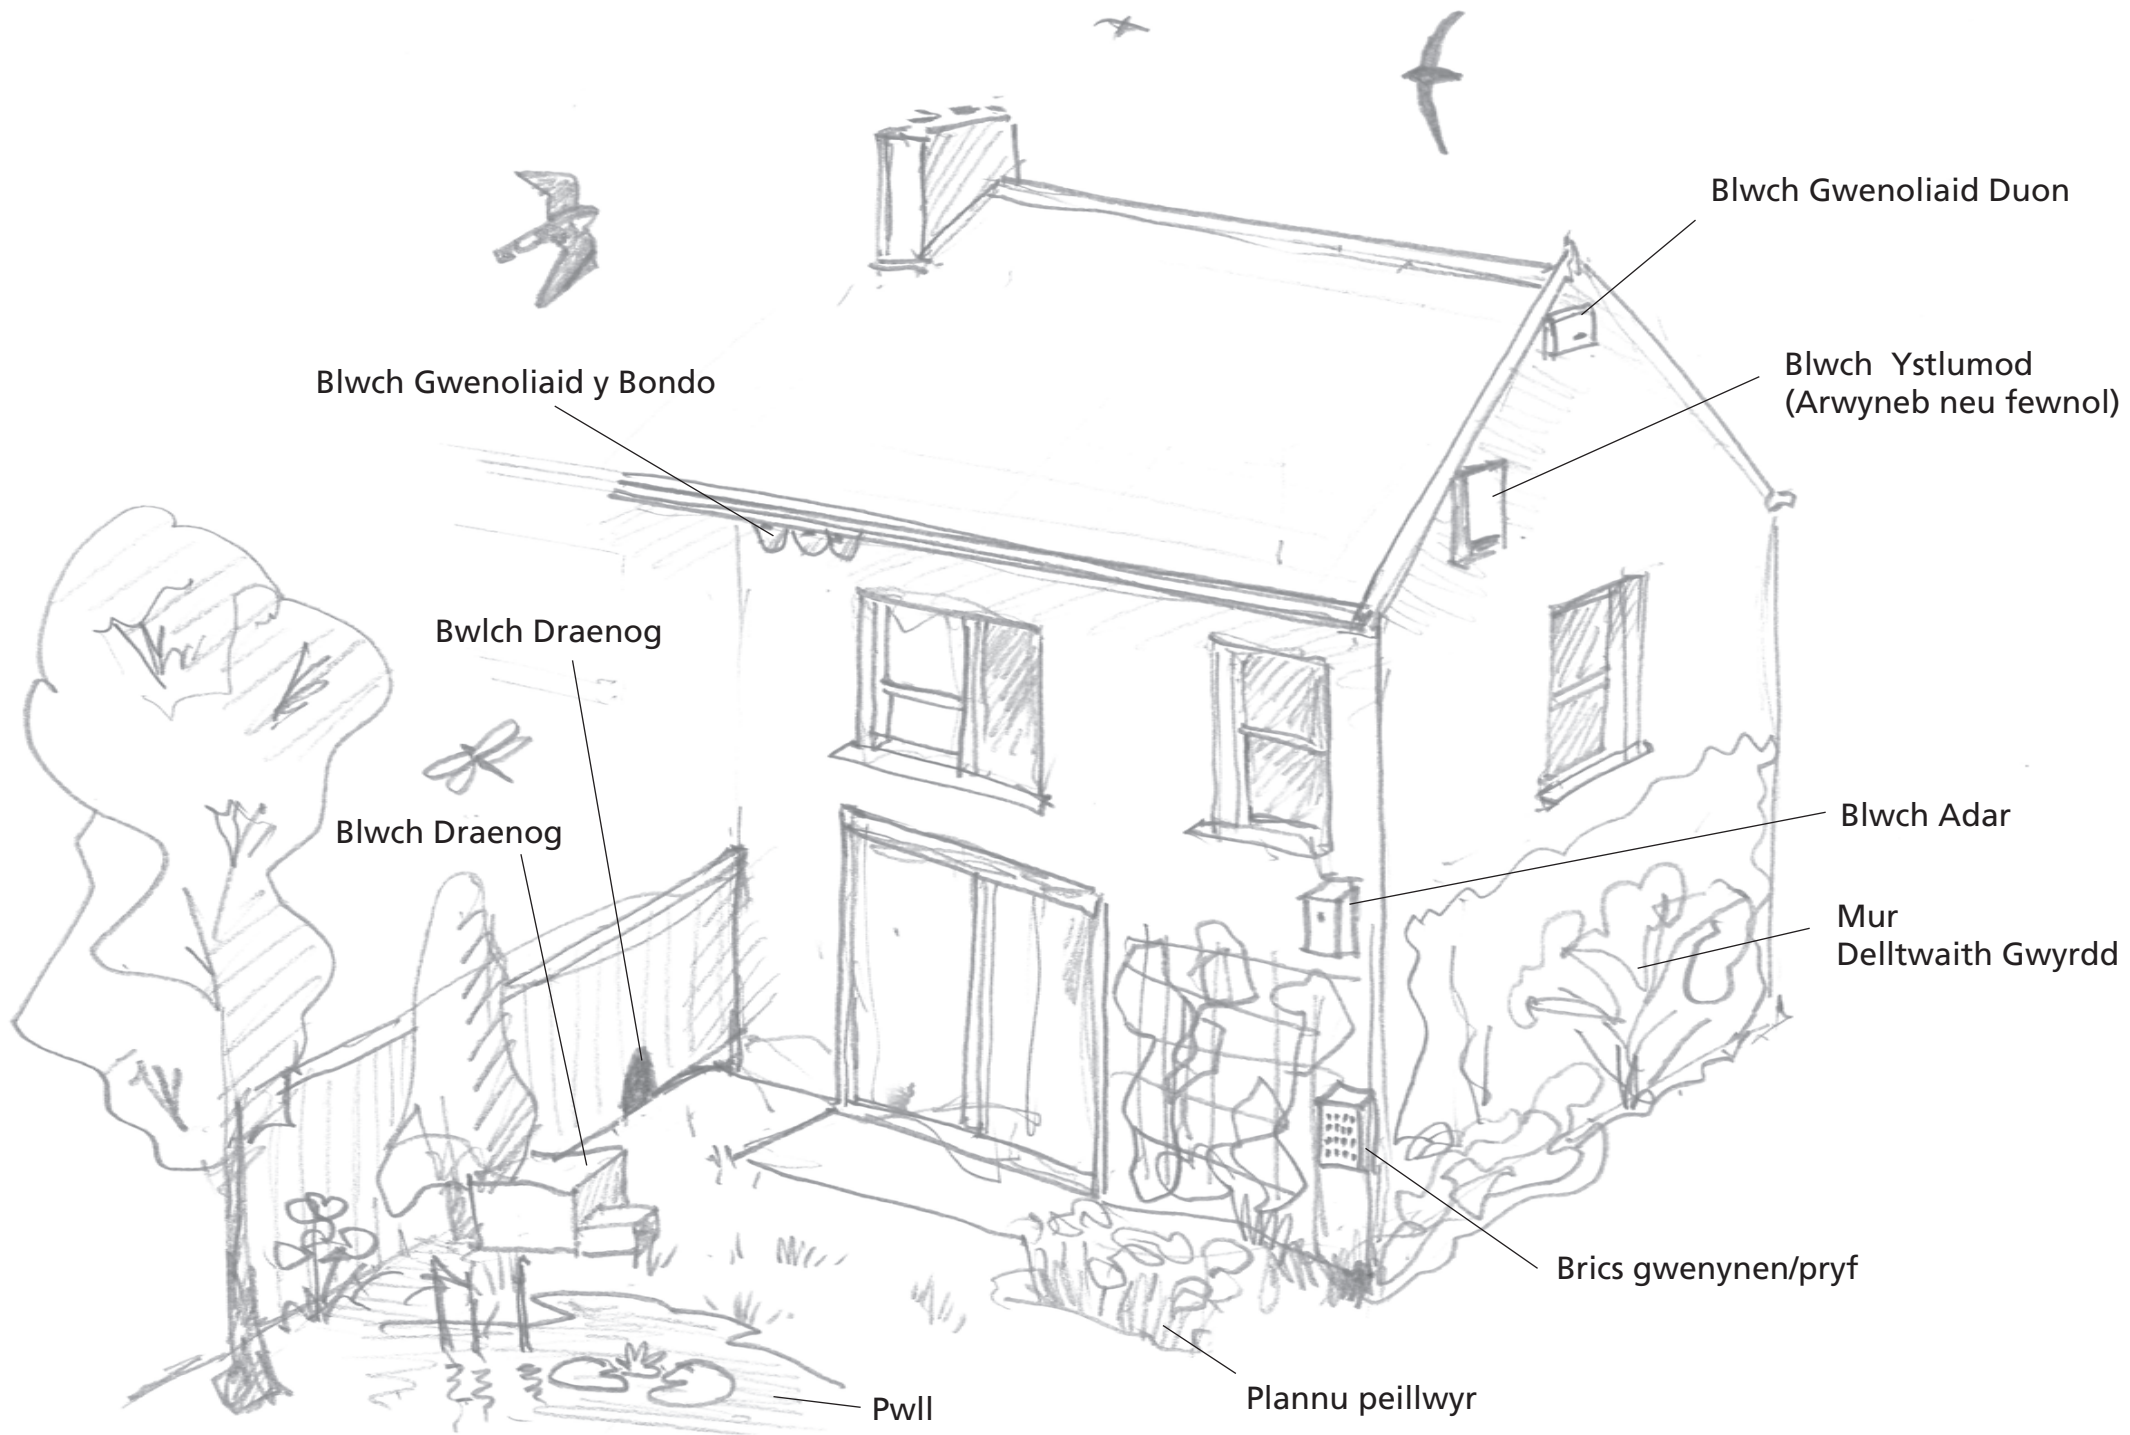 Blwch Gwenoliaid Duon
Blwch Ystlumod
(Arwyneb neu fewnol)
Blwch Gwenoliaid y Bondo
Bwlch Draenog
Blwch Draenog
Blwch Adar
Mur
Delltwaith Gwyrdd
Brics gwenynen/pryf
Plannu peillwyr
Pwll